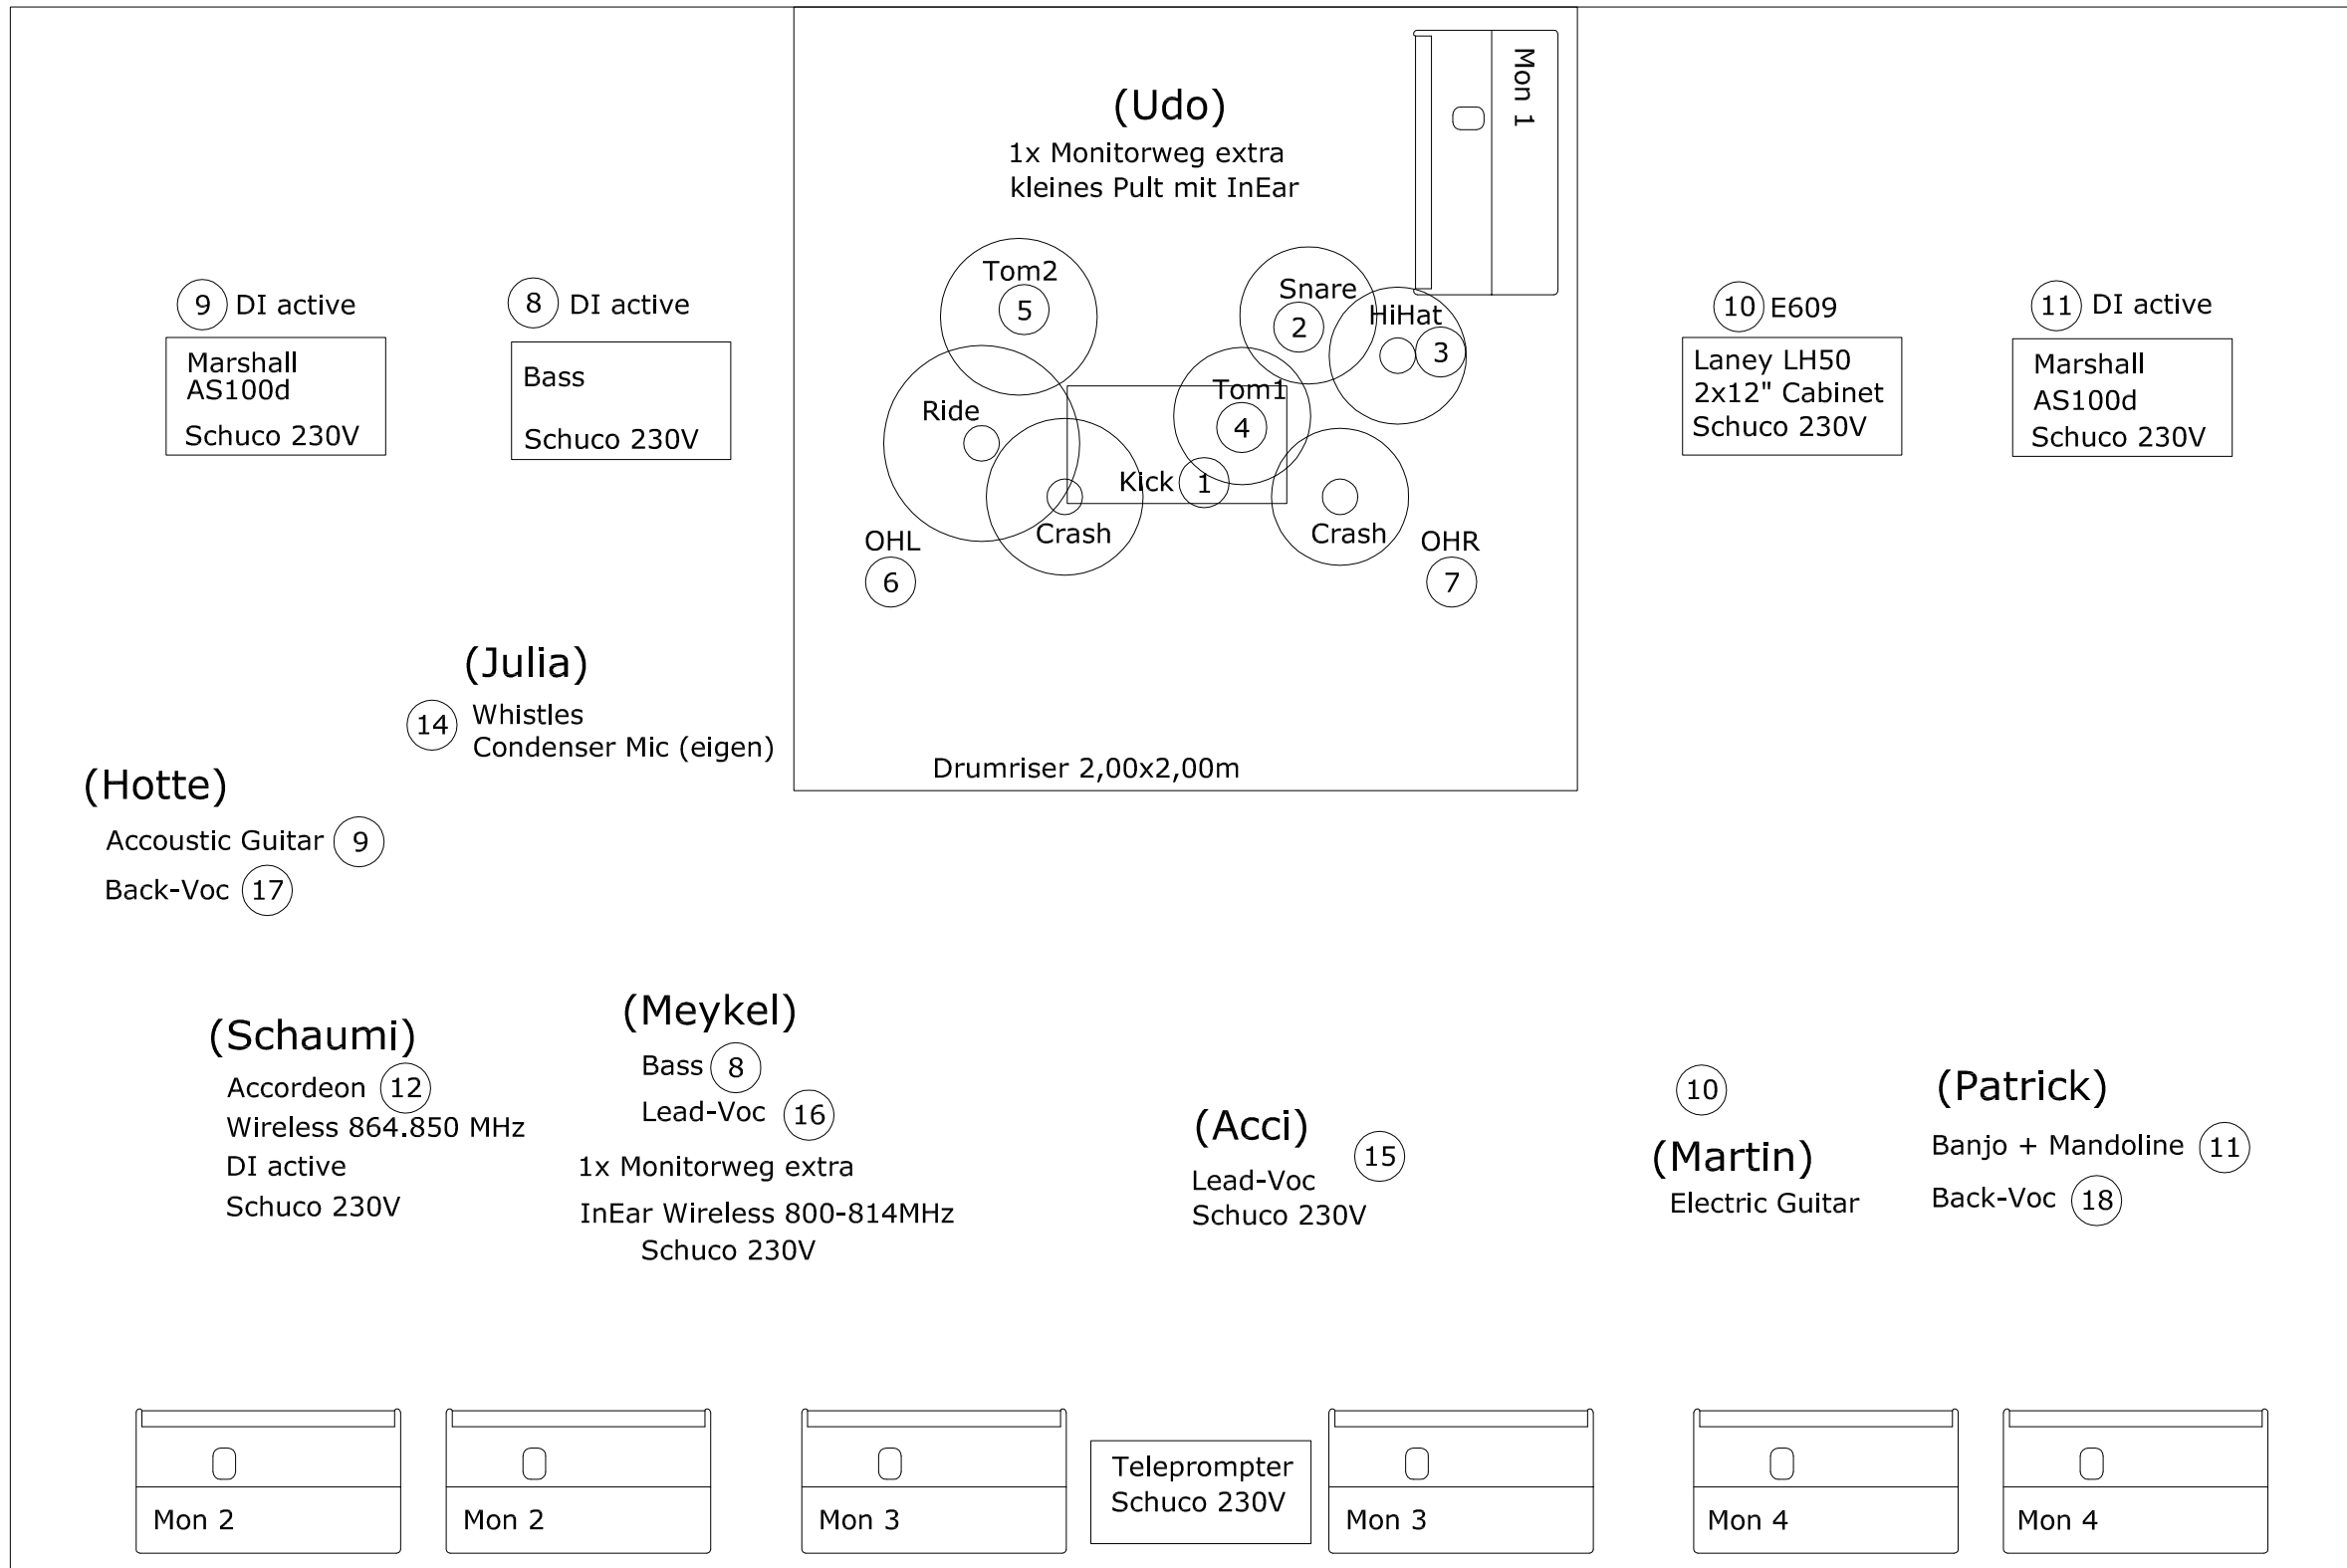 Mon 1
(Udo)
1x Monitorweg extra
kleines Pult mit InEar
Tom2
5
Snare
2
HiHat
3
Tom1
4
Ride
Kick 1
Crash
Crash
OHL
6
OHR
7
Drumriser 2,00x2,00m
9 DI active
Marshall
AS100d
Schuco 230V
8 DI active
Bass
Schuco 230V
10 E609
Laney LH50
2x12" Cabinet
Schuco 230V
11 DI active
Marshall
AS100d
Schuco 230V
(Julia)
14 Whistles
Condenser Mic (eigen)
(Hotte)
Accoustic Guitar 9
Back-Voc 17
(Schaumi)
Accordeon 12
Wireless 864.850 MHz
DI active
Schuco 230V
(Meykel)
Bass 8
Lead-Voc 16
1x Monitorweg extra
InEar Wireless 800-814MHz
Schuco 230V
(Acci)
15
Lead-Voc
Schuco 230V
10
(Martin)
Electric Guitar
(Patrick)
Banjo + Mandoline 11
Back-Voc 18
Mon 2
Mon 2
Mon 3
Teleprompter
Schuco 230V
Mon 3
Mon 4
Mon 4